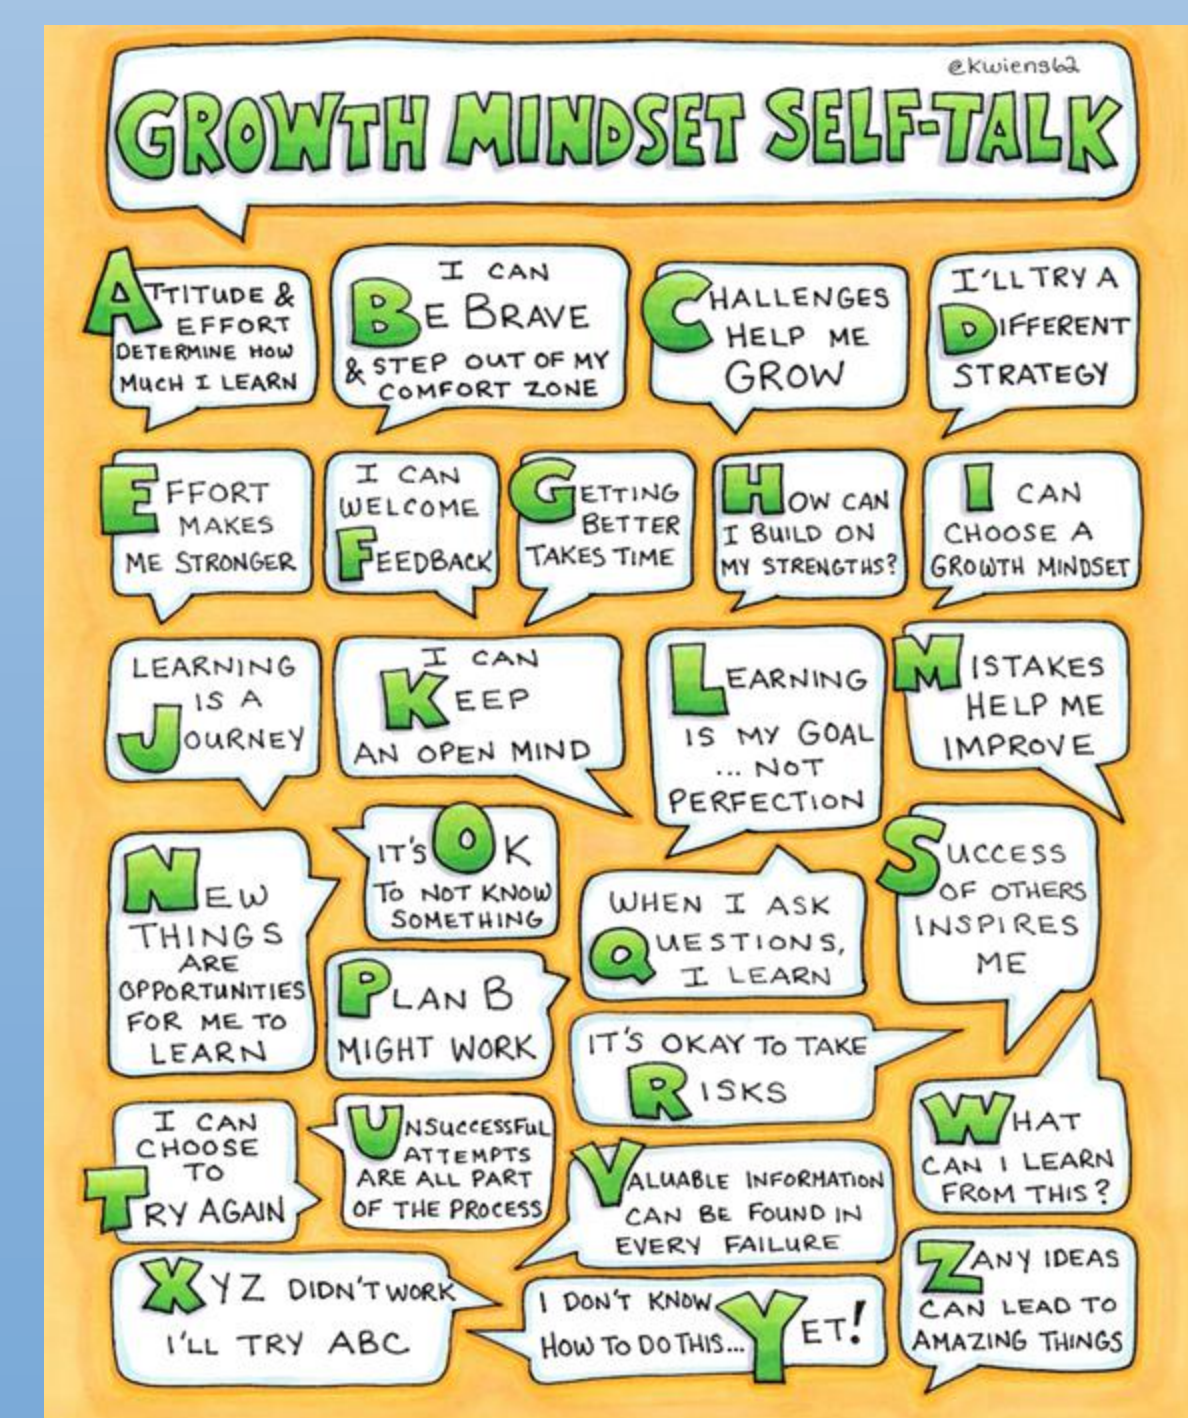 @kwiens62
GROWTH MINDSET SELF-TALK
ATTITUDE &
EFFORT
DETERMINE HOW
MUCH I LEARN
I CAN
BE BRAVE
& STEP OUT OF MY
COMFORT ZONE
CHALLENGES
HELP ME
GROW
I'LL TRY A
DIFFERENT
STRATEGY
EFFORT
MAKES
ME STRONGER
I CAN
WELCOME
FEEDBACK
GETTING
BETTER
TAKES TIME
HOW CAN
I BUILD ON
MY STRENGTHS?
I CAN
CHOOSE A
GROWTH MINDSET
LEARNING
IS A
JOURNEY
I CAN
KEEP
AN OPEN MIND
LEARNING
IS MY GOAL
... NOT
PERFECTION
MISTAKES
HELP ME
IMPROVE
NEW
THINGS
ARE
OPPORTUNITIES
FOR ME TO
LEARN
IT'S OK
TO NOT KNOW
SOMETHING
PLAN B
MIGHT WORK
WHEN I ASK
QUESTIONS,
I LEARN
IT'S OKAY TO TAKE
RISKS
SUCCESS
OF OTHERS
INSPIRES
ME
I CAN
CHOOSE
TO
TRY AGAIN
UNSUCCESSFUL
ATTEMPTS
ARE ALL PART
OF THE PROCESS
VALUABLE INFORMATION
CAN BE FOUND IN
EVERY FAILURE
WHAT
CAN I LEARN
FROM THIS?
XYZ DIDN'T WORK
I'LL TRY ABC
I DON'T KNOW
HOW TO DO THIS... YET!
ZANY IDEAS
CAN LEAD TO
AMAZING THINGS